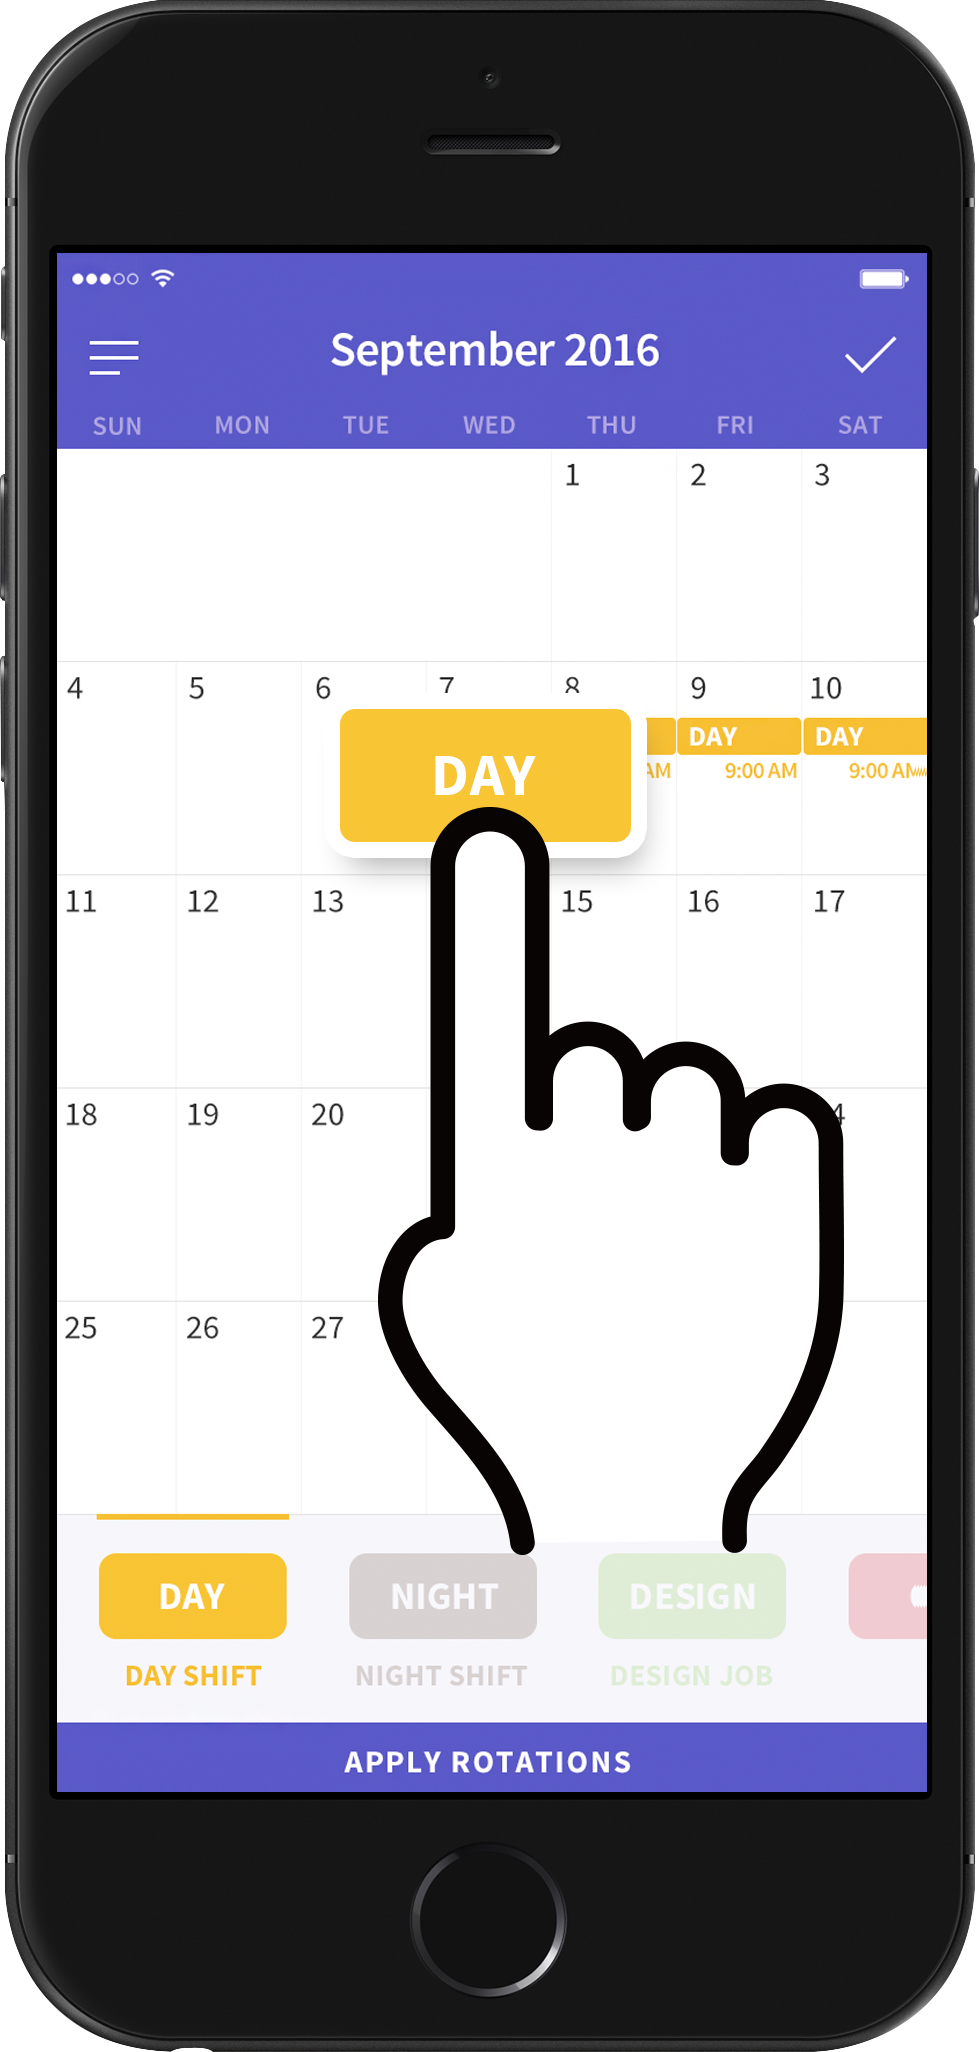 September 2016
SUN MON TUE WED THU FRI SAT
1 2 3
4 5 6 7 8 9 10
DAY DAY DAY
AM 9:00 AM 9:00 AM
11 12 13 15 16 17
18 19 20
25 26 27
DAY NIGHT DESIGN
DAY SHIFT NIGHT SHIFT DESIGN JOB
APPLY ROTATIONS